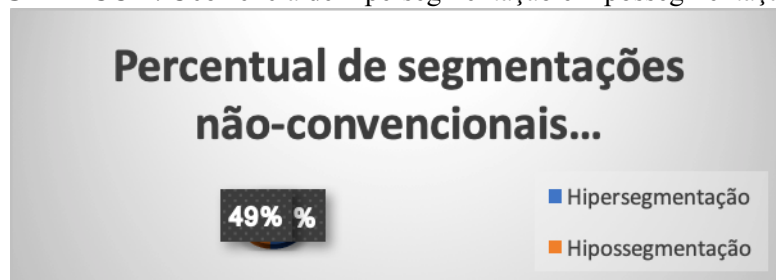 Percentual de segmentações
não-convencionais...
49% %
Hipersegmentação
Hipossegmentação